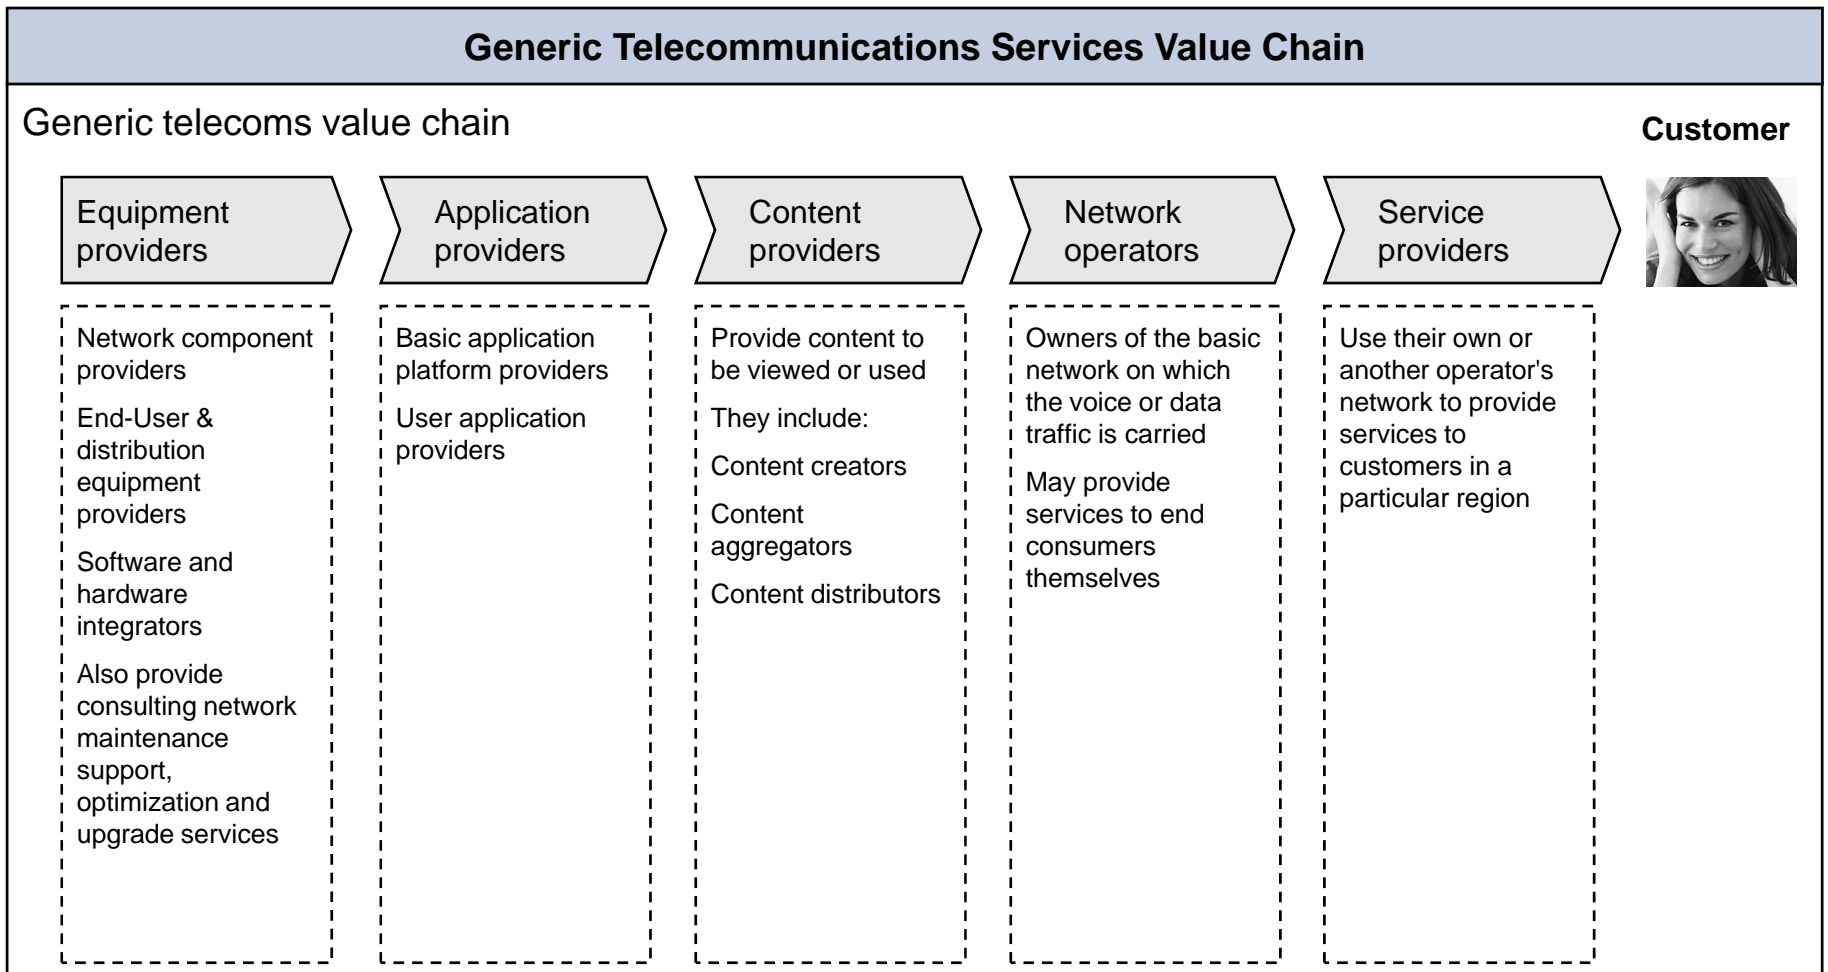 Generic Telecommunications Services Value Chain
Generic telecoms value chain
Customer
Equipment
providers
Application
providers
Content
providers
Network
operators
Service
providers
Network component
providers
End-User &
distribution
equipment
providers
Software and
hardware
integrators
Also provide
consulting network
maintenance
support,
optimization and
upgrade services
Basic application
platform providers
User application
providers
Provide content to
be viewed or used
They include:
Content creators
Content
aggregators
Content distributors
Owners of the basic
network on which
the voice or data
traffic is carried
May provide
services to end
consumers
themselves
Use their own or
another operator's
network to provide
services to
customers in a
particular region